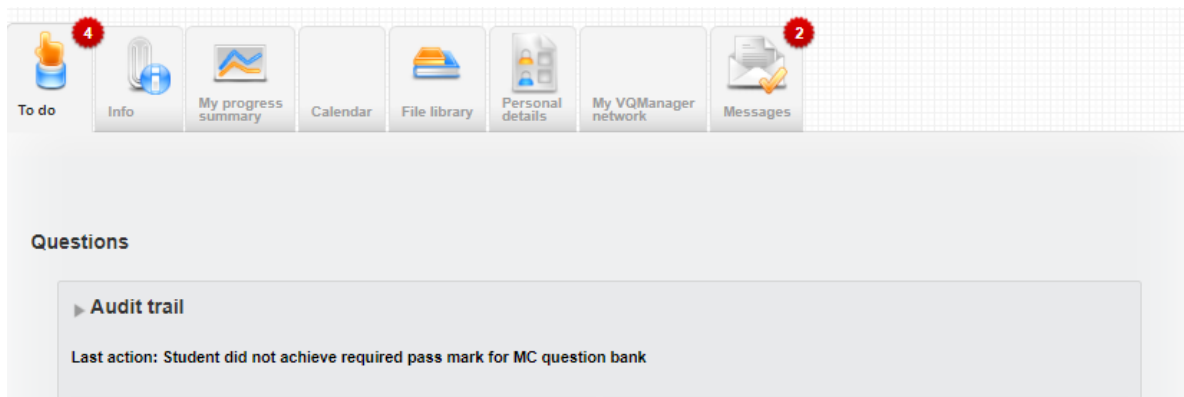 4
2
To do
Info
My progress
summary
Calendar
File library
Personal
details
My VQManager
network
Messages
Questions
Audit trail
Last action: Student did not achieve required pass mark for MC question bank